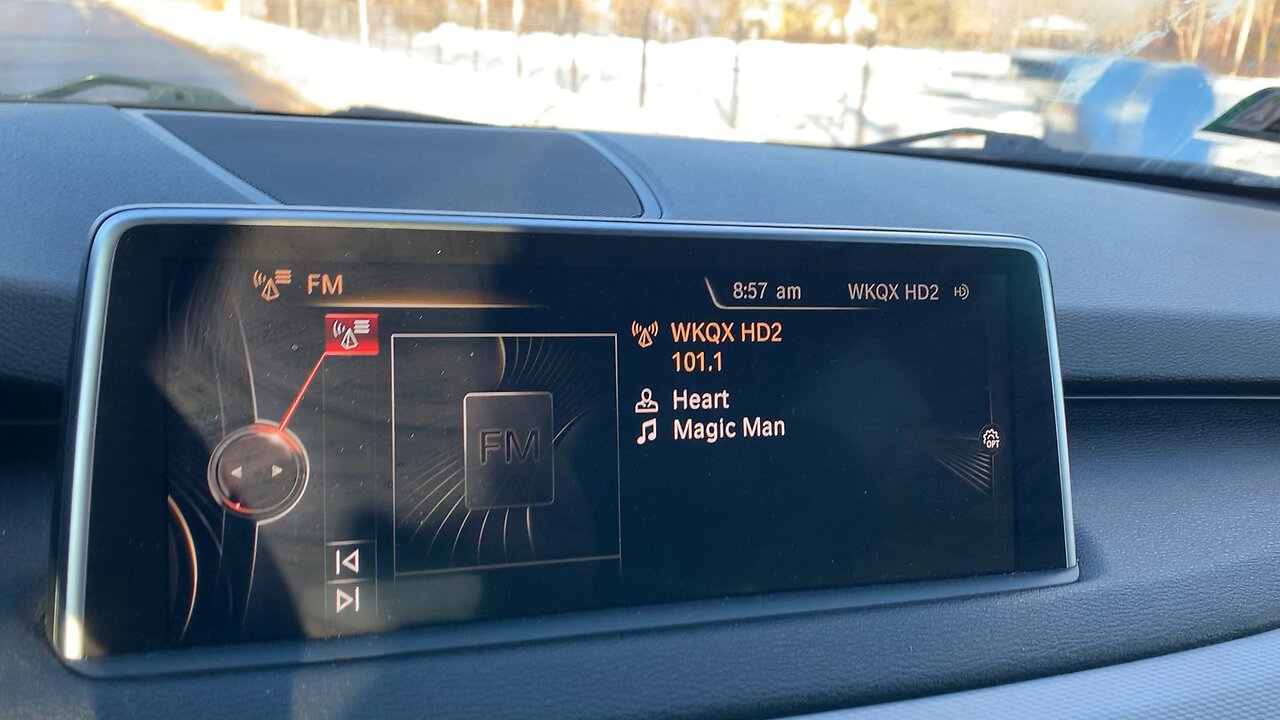 FM
8:57 am
WKQX HD2
WKQX HD2
101.1
Heart
Magic Man
FM
OPT